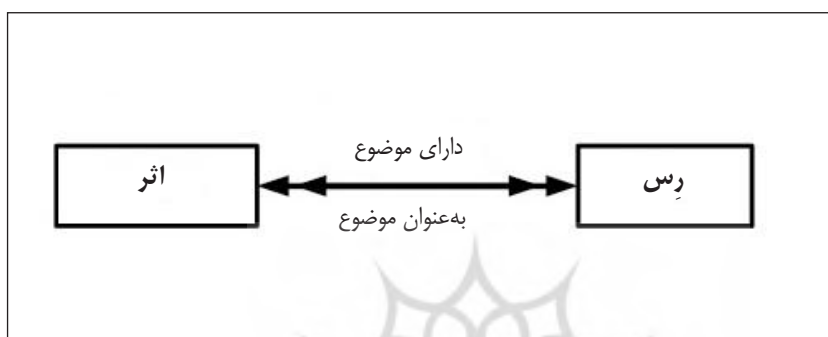 دارای موضوع
رِس
اثر
به‌عنوان موضوع